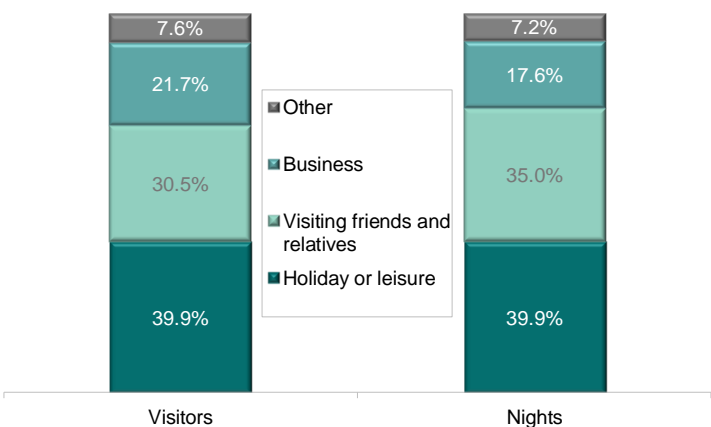 7.6%
7.2%
21.7%
17.6%
30.5%
35.0%
39.9%
39.9%
Other
Business
Visiting friends and
relatives
Holiday or leisure
Visitors
Nights